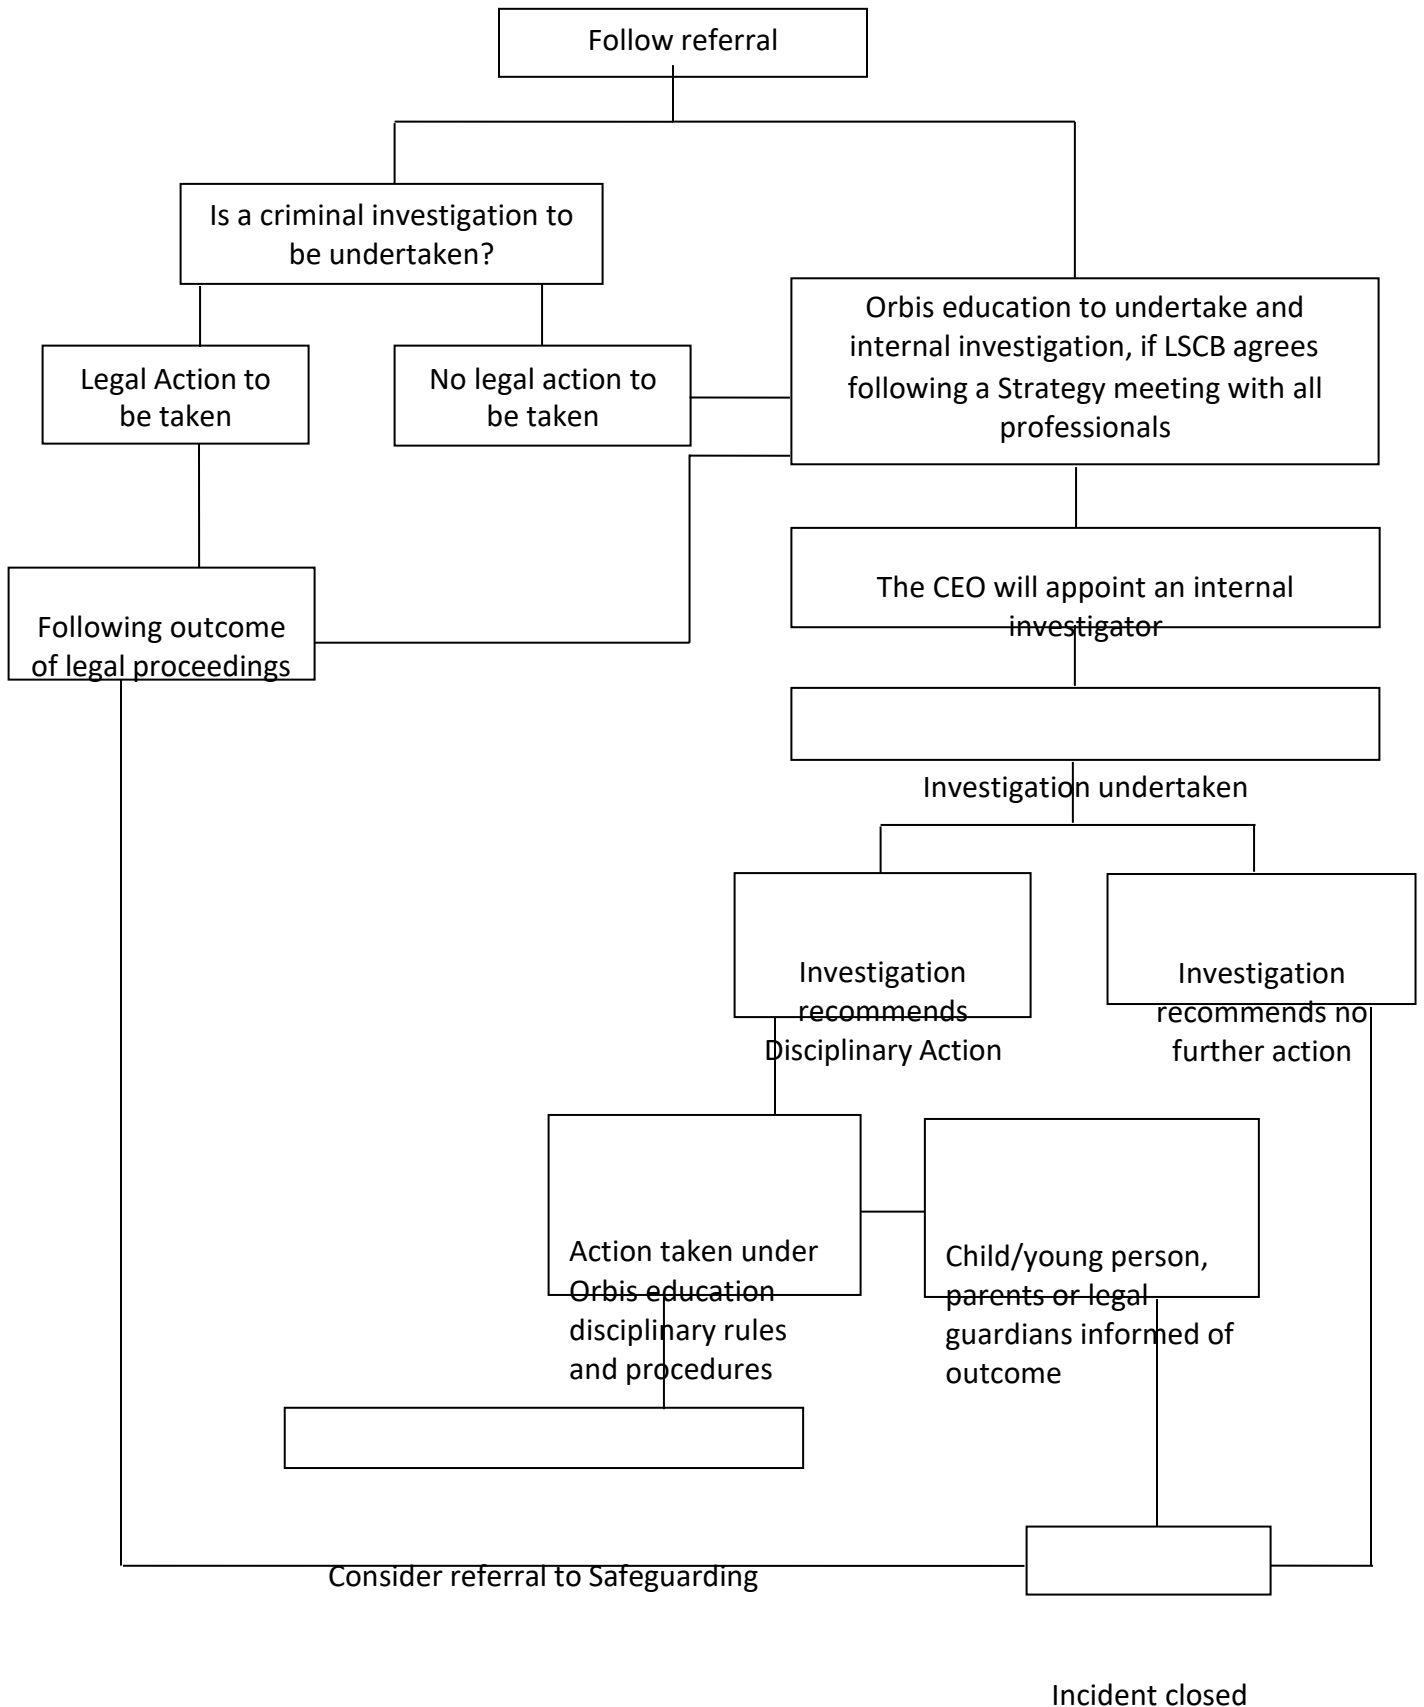 Follow referral
Is a criminal investigation to
be undertaken?
Orbis education to undertake and
internal investigation, if LSCB agrees
following a Strategy meeting with all
professionals
Legal Action to
be taken
No legal action to
be taken
The CEO will appoint an internal
investigator
Following outcome
of legal proceedings
Investigation undertaken
Investigation
recommends
Disciplinary Action
Investigation
recommends no
further action
Action taken under
Orbis education
disciplinary rules
and procedures
Child/young person,
parents or legal
guardians informed of
outcome
Consider referral to Safeguarding
Incident closed